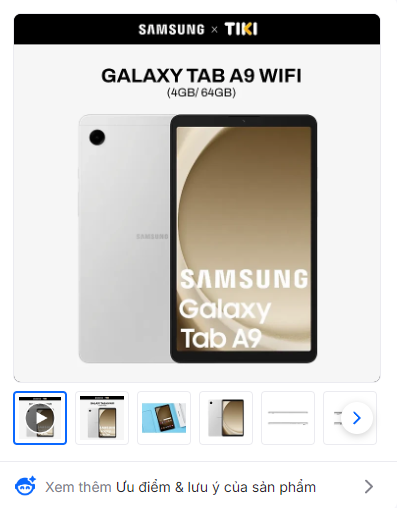 SAMSUNG × TIKI
GALAXY TAB A9 WIFI
(4GB/ 64GB)
SAMSUNG
SAMSUNG
Galaxy
Tab A9
Xem thêm Ưu điểm & lưu ý của sản phẩm